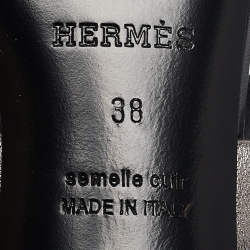 HERMÈS
38
semelle cuir
MADE IN ITALY